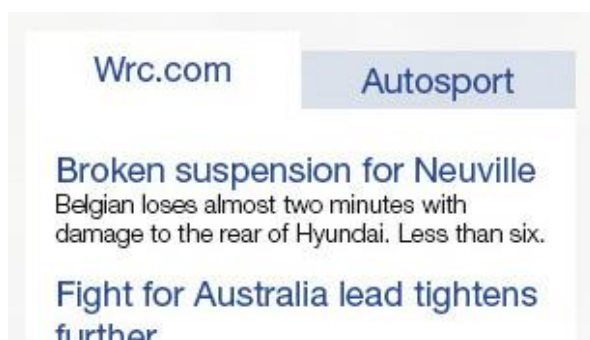 Wrc.com
Autosport
Broken suspension for Neuville
Belgian loses almost two minutes with
damage to the rear of Hyundai. Less than six.
Fight for Australia lead tightens
further